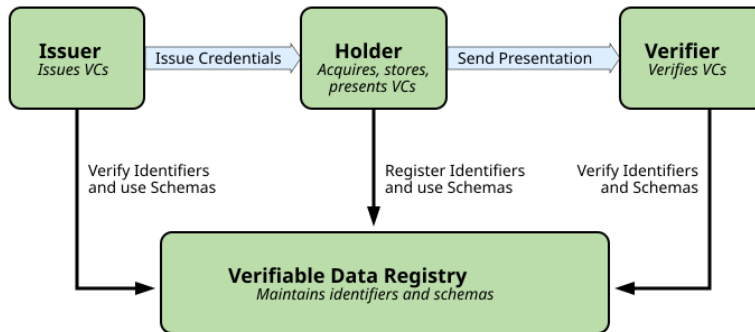 Issuer
Issues VCs
Issue Credentials
Holder
Acquires, stores,
presents VCs
Send Presentation
Verifier
Verifies VCs
Verify Identifiers
and use Schemas
Register Identifiers
and use Schemas
Verify Identifiers
and Schemas
Verifiable Data Registry
Maintains identifiers and schemas